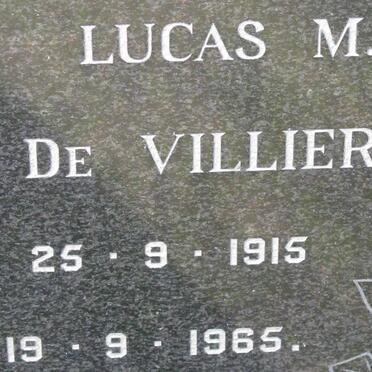 LUCAS M.
DE VILLIER
25 · 9 · 1915
19 · 9 · 1965.